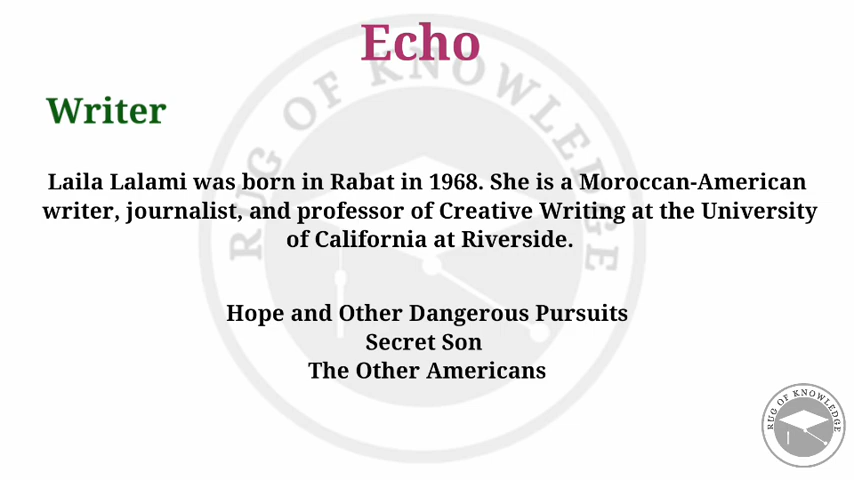 Echo
Writer
Laila Lalami was born in Rabat in 1968. She is a Moroccan-American
writer, journalist, and professor of Creative Writing at the University
of California at Riverside.
Hope and Other Dangerous Pursuits
Secret Son
The Other Americans
RUG OF KNOWLEDGE
RUG OF KNOWLEDGE